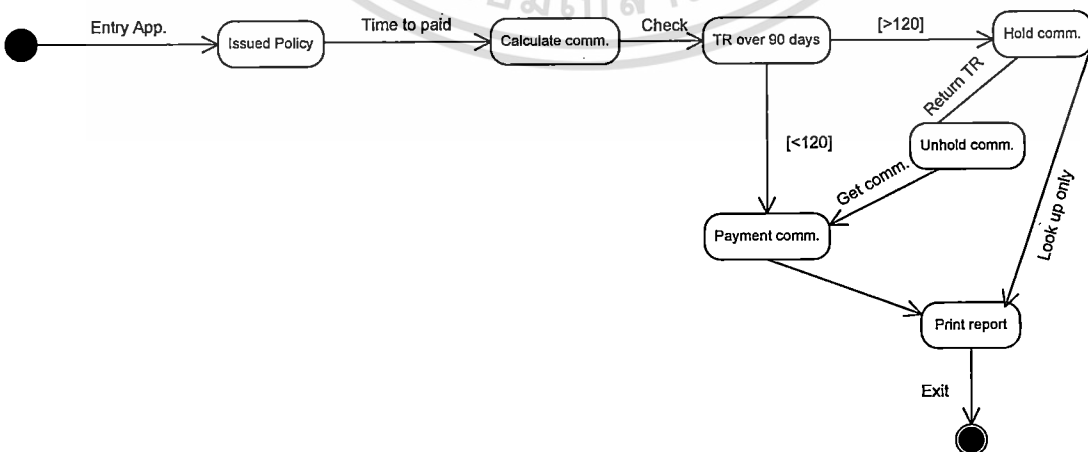 Entry App.
Issued Policy
Time to paid
Calculate comm.
Check
TR over 90 days
[>120]
Hold comm.
Return TR
[<120]
Unhold comm.
Get comm.
Payment comm.
Look up only
Print report
Exit